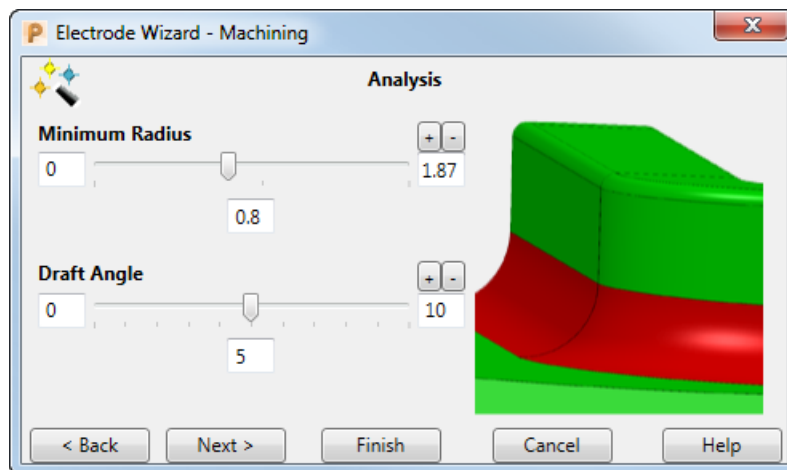 P Electrode Wizard - Machining
X
Analysis
Minimum Radius
+ -
0
1.87
0.8
Draft Angle
+ -
0
10
5
< Back Next > Finish Cancel Help